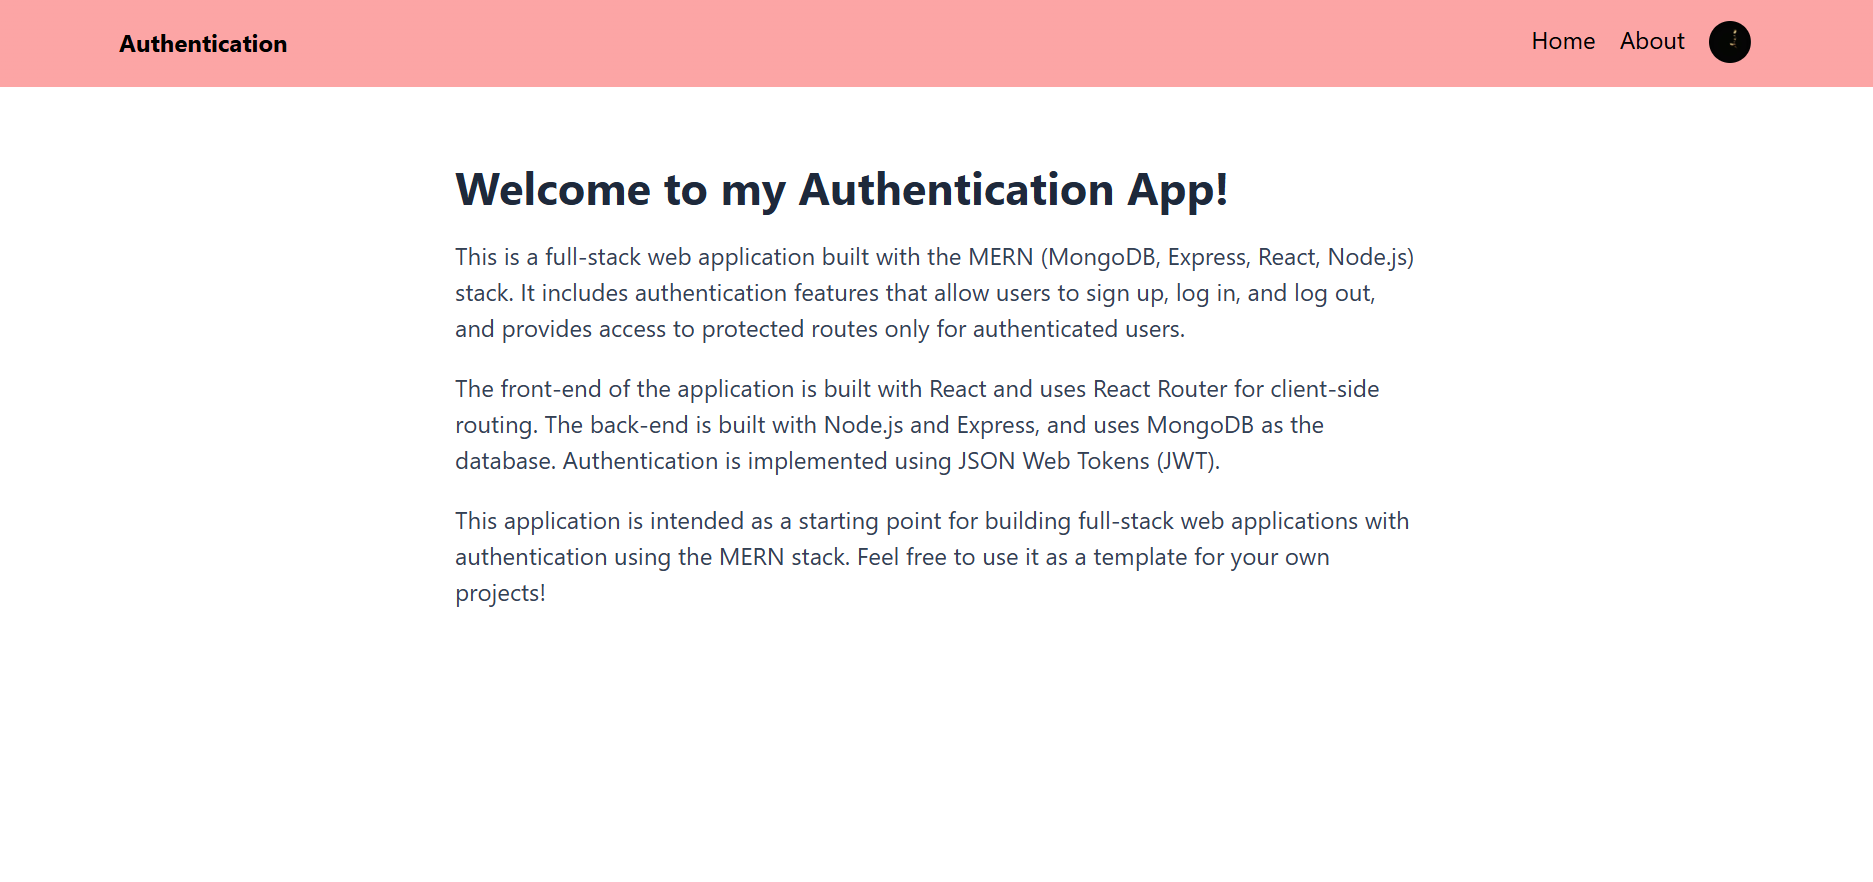 Authentication
Home About
Welcome to my Authentication App!
This is a full-stack web application built with the MERN (MongoDB, Express, React, Node.js)
stack. It includes authentication features that allow users to sign up, log in, and log out,
and provides access to protected routes only for authenticated users.
The front-end of the application is built with React and uses React Router for client-side
routing. The back-end is built with Node.js and Express, and uses MongoDB as the
database. Authentication is implemented using JSON Web Tokens (JWT).
This application is intended as a starting point for building full-stack web applications with
authentication using the MERN stack. Feel free to use it as a template for your own
projects!